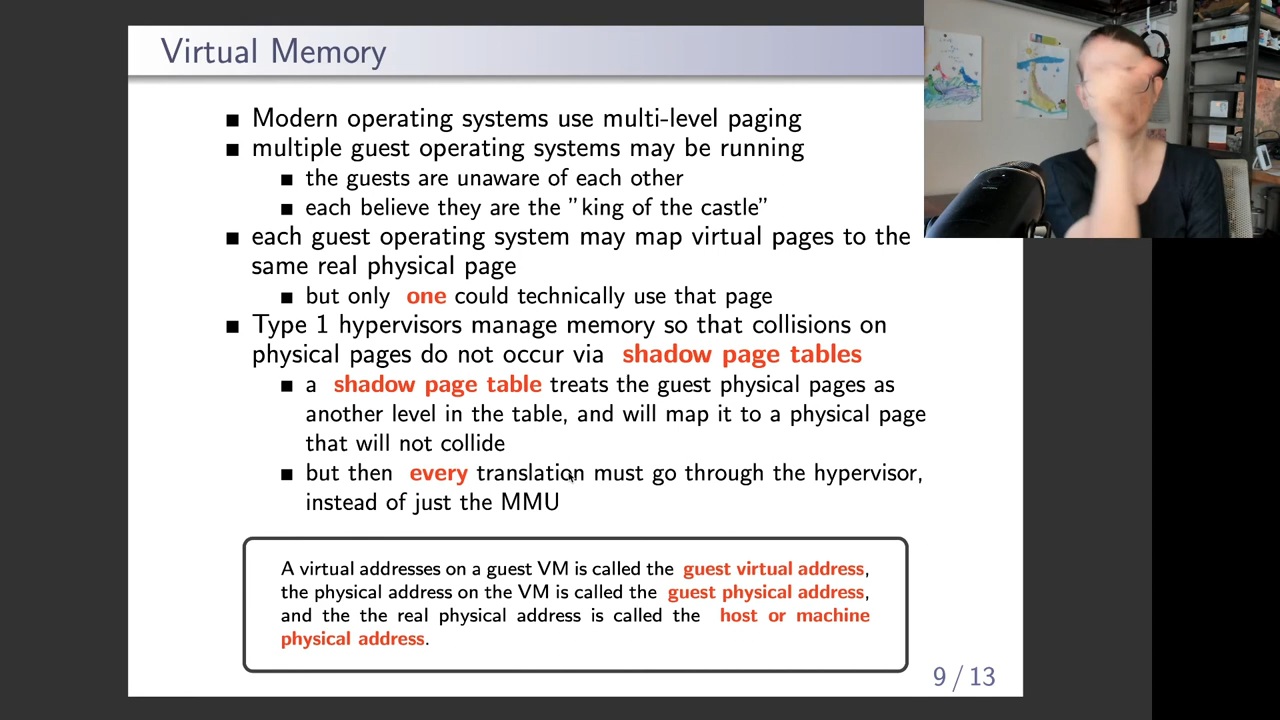 Virtual Memory
■ Modern operating systems use multi-level paging
■ multiple guest operating systems may be running
■ the guests are unaware of each other
■ each believe they are the "king of the castle"
■ each guest operating system may map virtual pages to the
same real physical page
■ but only one could technically use that page
■ Type 1 hypervisors manage memory so that collisions on
physical pages do not occur via shadow page tables
■ a shadow page table treats the guest physical pages as
another level in the table, and will map it to a physical page
that will not collide
■ but then every translation must go through the hypervisor,
instead of just the MMU
A virtual addresses on a guest VM is called the guest virtual address,
the physical address on the VM is called the guest physical address,
and the the real physical address is called the host or machine
physical address.
9 / 13